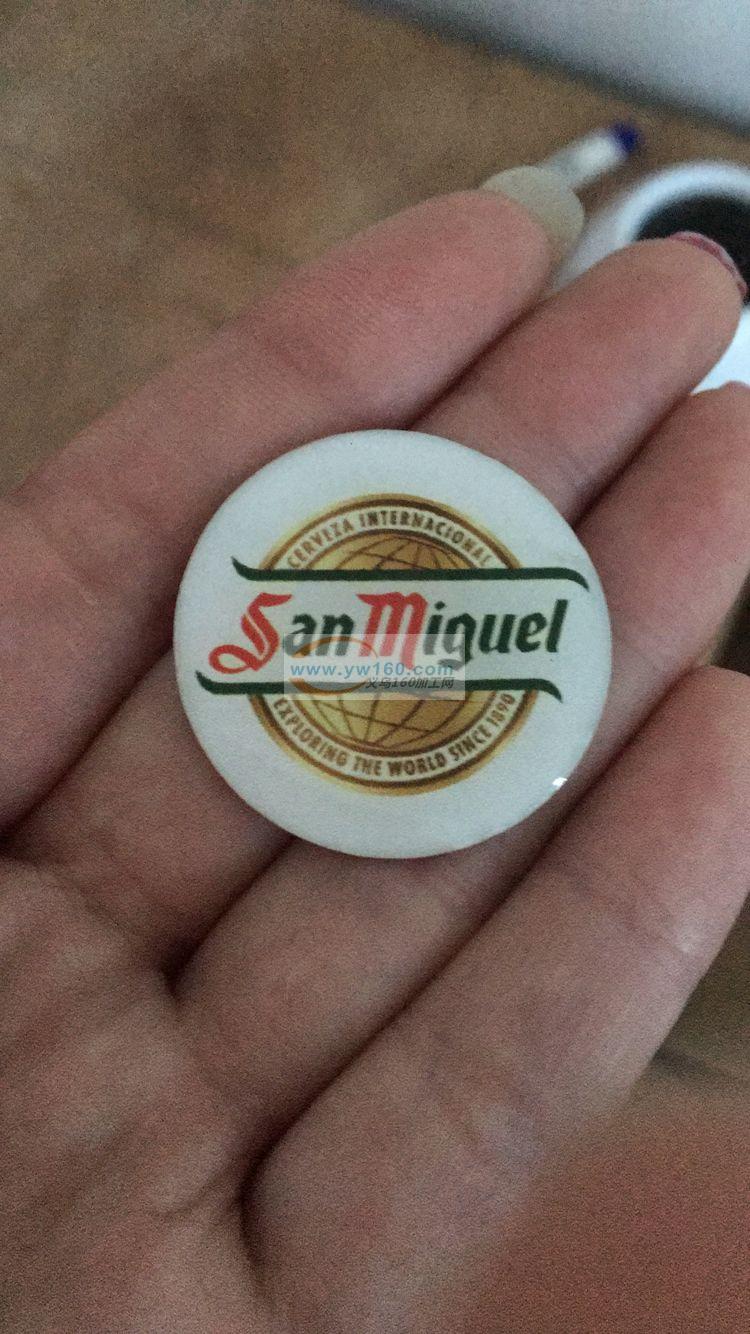 CERVEZA INTERNACIONAL
San Miguel
www.yw160.com
义乌160加工网
EXPLORING THE WORLD SINCE 1890